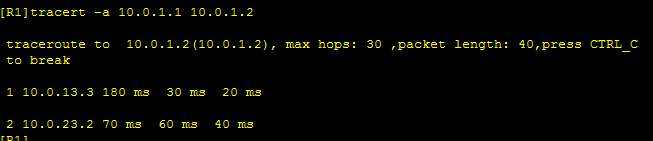 [R1]tracert -a 10.0.1.1 10.0.1.2
traceroute to  10.0.1.2(10.0.1.2), max hops: 30 ,packet length: 40,press CTRL_C
to break
1 10.0.13.3 180 ms  30 ms  20 ms
2 10.0.23.2 70 ms  60 ms  40 ms
[R1]